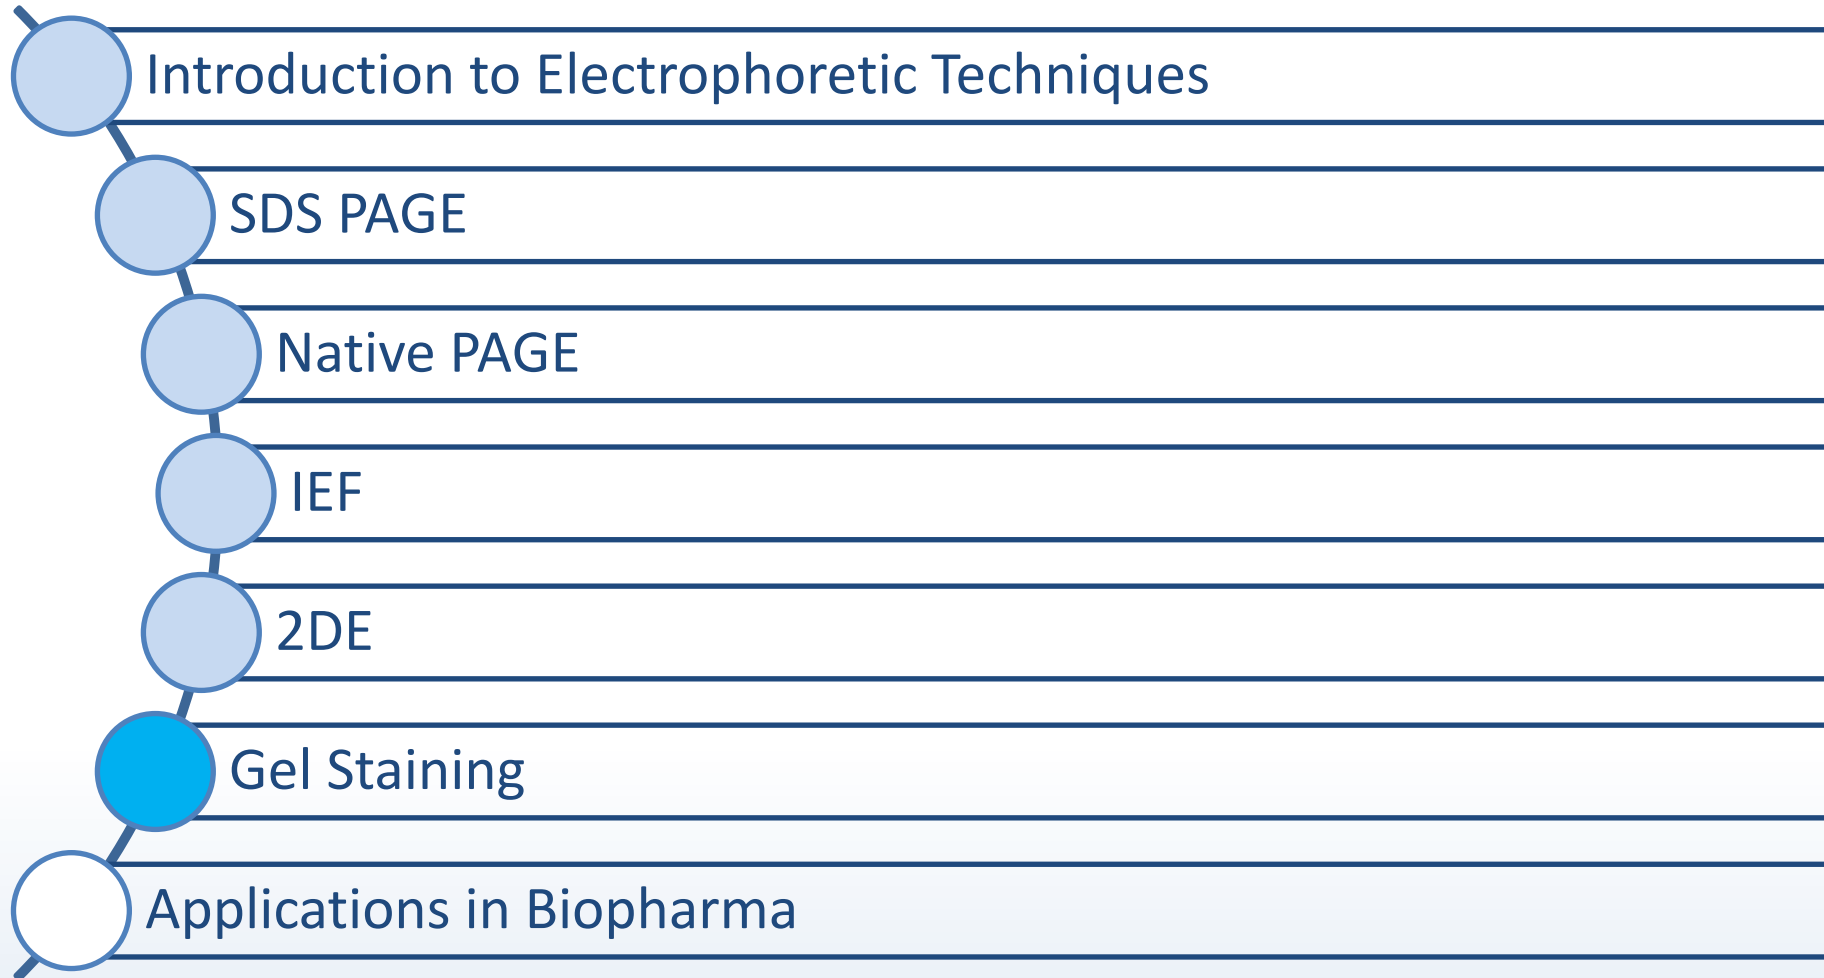 Introduction to Electrophoretic Techniques
SDS PAGE
Native PAGE
IEF
2DE
Gel Staining
Applications in Biopharma